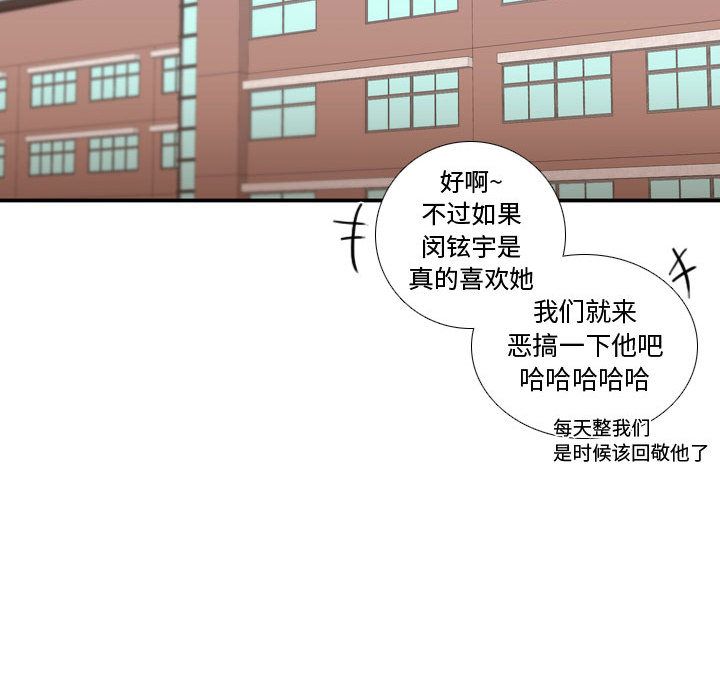 好啊~
不过如果
闵铉宇是
真的喜欢她
我们就来
恶搞一下他吧
哈哈哈哈哈
每天整我们
是时候该回敬他了